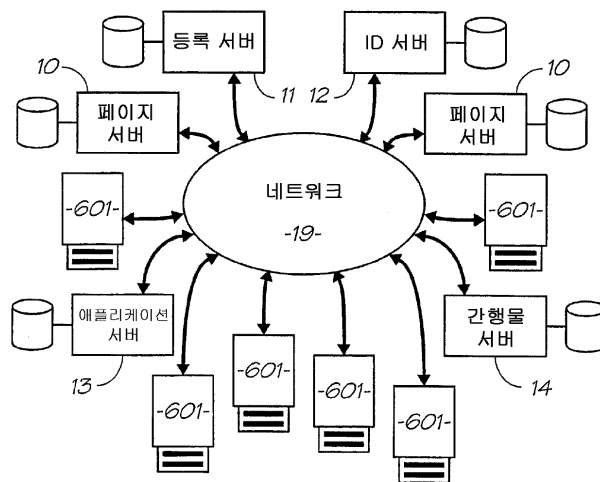 등록 서버
ID 서버
10
11
12
10
페이지
서버
페이지
서버
네트워크
-19-
-601-
-601-
애플리케이션
서버
간행물
서버
13
14
-601-
-601-
-601-
-601-